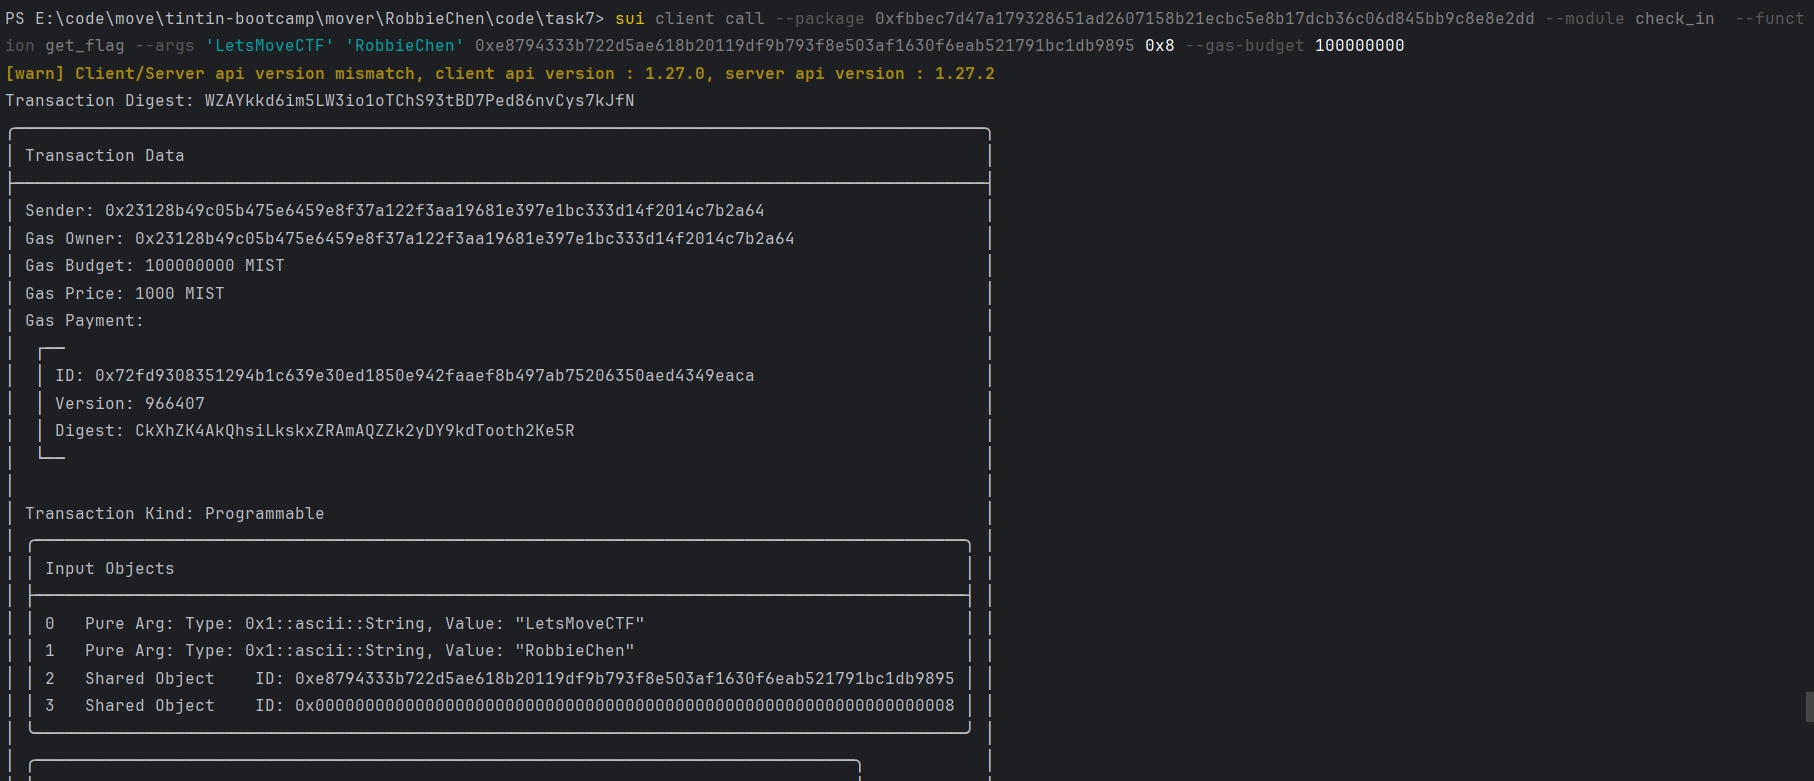 PS E:\code\move\tintin-bootcamp\mover\RobbieChen\code\task7> sui client call --package 0xfbbec7d47a179328651ad2607158b21ecbc5e8b17dcb36c06d845bb9c8e8e2dd --module check_in  --funct
ion get_flag --args 'LetsMoveCTF' 'RobbieChen' 0xe8794333b722d5ae618b20119df9b793f8e503af1630f6eab521791bc1db9895 0x8 --gas-budget 100000000
[warn] Client/Server api version mismatch, client api version : 1.27.0, server api version : 1.27.2
Transaction Digest: WZAYkkd6im5LW3io1oTChS93tBD7Ped86nvCys7kJfN
Transaction Data
Sender: 0x23128b49c05b475e6459e8f37a122f3aa19681e397e1bc333d14f2014c7b2a64
Gas Owner: 0x23128b49c05b475e6459e8f37a122f3aa19681e397e1bc333d14f2014c7b2a64
Gas Budget: 100000000 MIST
Gas Price: 1000 MIST
Gas Payment:
ID: 0x72fd9308351294b1c639e30ed1850e942faaef8b497ab75206350aed4349eaca
Version: 966407
Digest: CkXhZK4AkQhsiLkskxZRAmAQZZk2yDY9kdTooth2Ke5R
Transaction Kind: Programmable
Input Objects
0   Pure Arg: Type: 0x1::ascii::String, Value: "LetsMoveCTF"
1   Pure Arg: Type: 0x1::ascii::String, Value: "RobbieChen"
2   Shared Object    ID: 0xe8794333b722d5ae618b20119df9b793f8e503af1630f6eab521791bc1db9895
3   Shared Object    ID: 0x0000000000000000000000000000000000000000000000000000000000000008